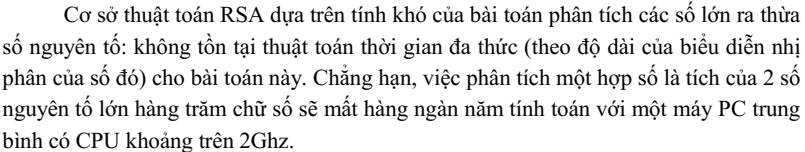 Cơ sở thuật toán RSA dựa trên tính khó của bài toán phân tích các số lớn ra thừa
số nguyên tố: không tồn tại thuật toán thời gian đa thức (theo độ dài của biểu diễn nhị
phân của số đó) cho bài toán này. Chẳng hạn, việc phân tích một hợp số là tích của 2 số
nguyên tố lớn hàng trăm chữ số sẽ mất hàng ngàn năm tính toán với một máy PC trung
bình có CPU khoảng trên 2Ghz.